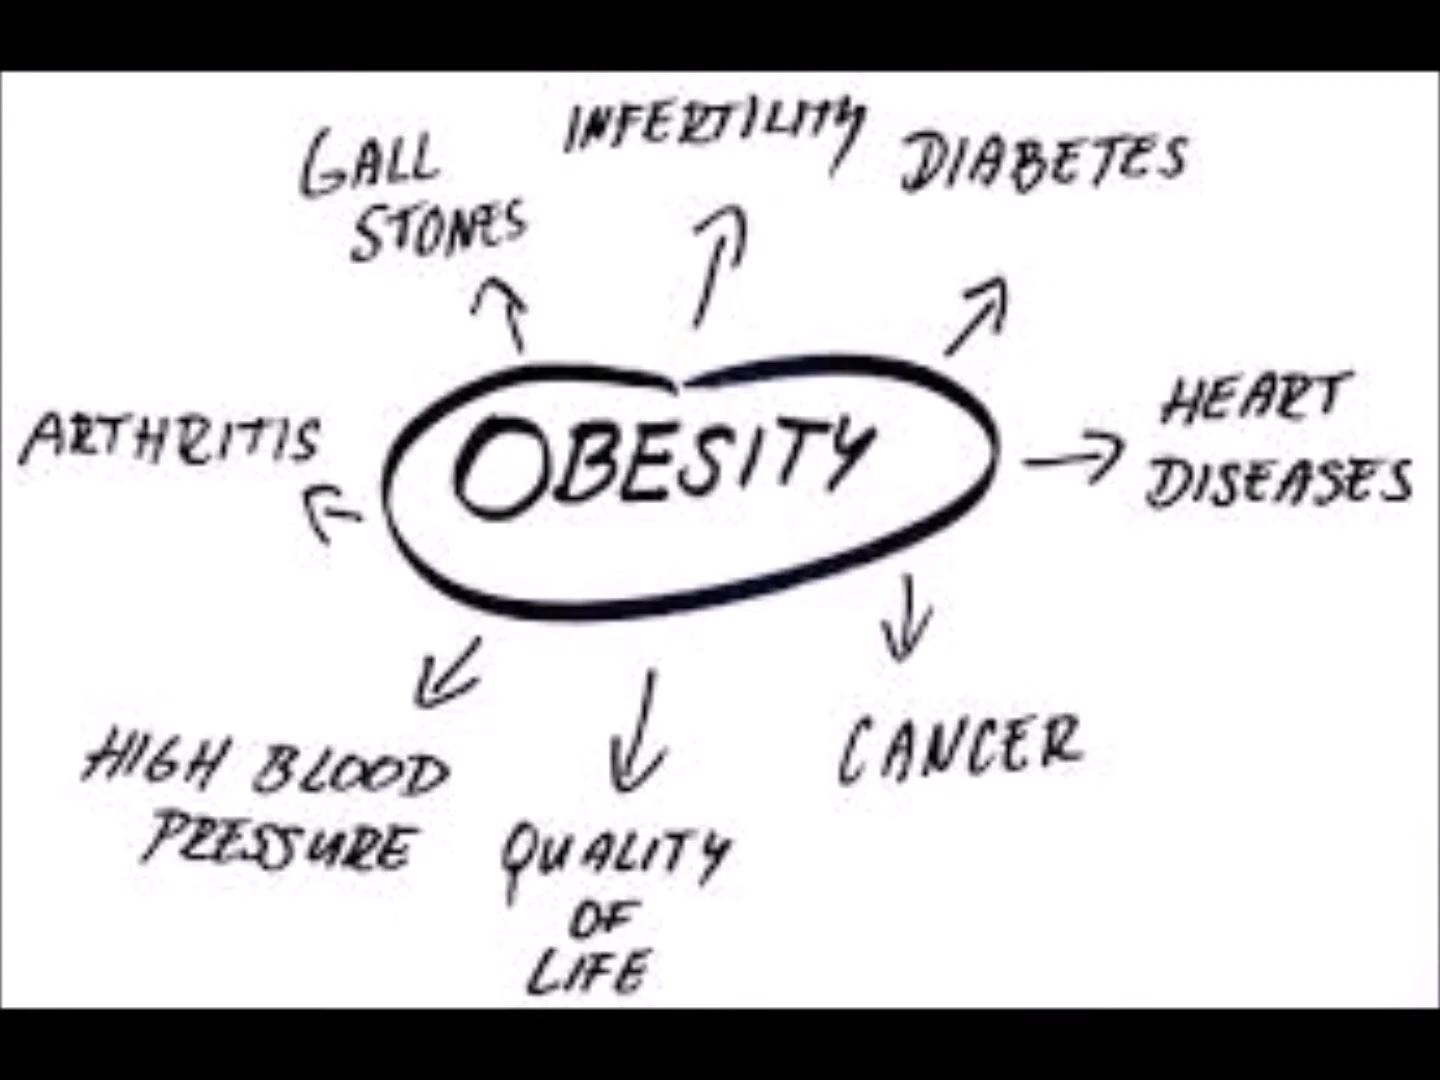 GALL
STONES
INFERTILITY
DIABETES
ARTHRITIS
OBESITY
HEART
DISEASES
HIGH BLOOD
PRESSURE
QUALITY
OF
LIFE
CANCER